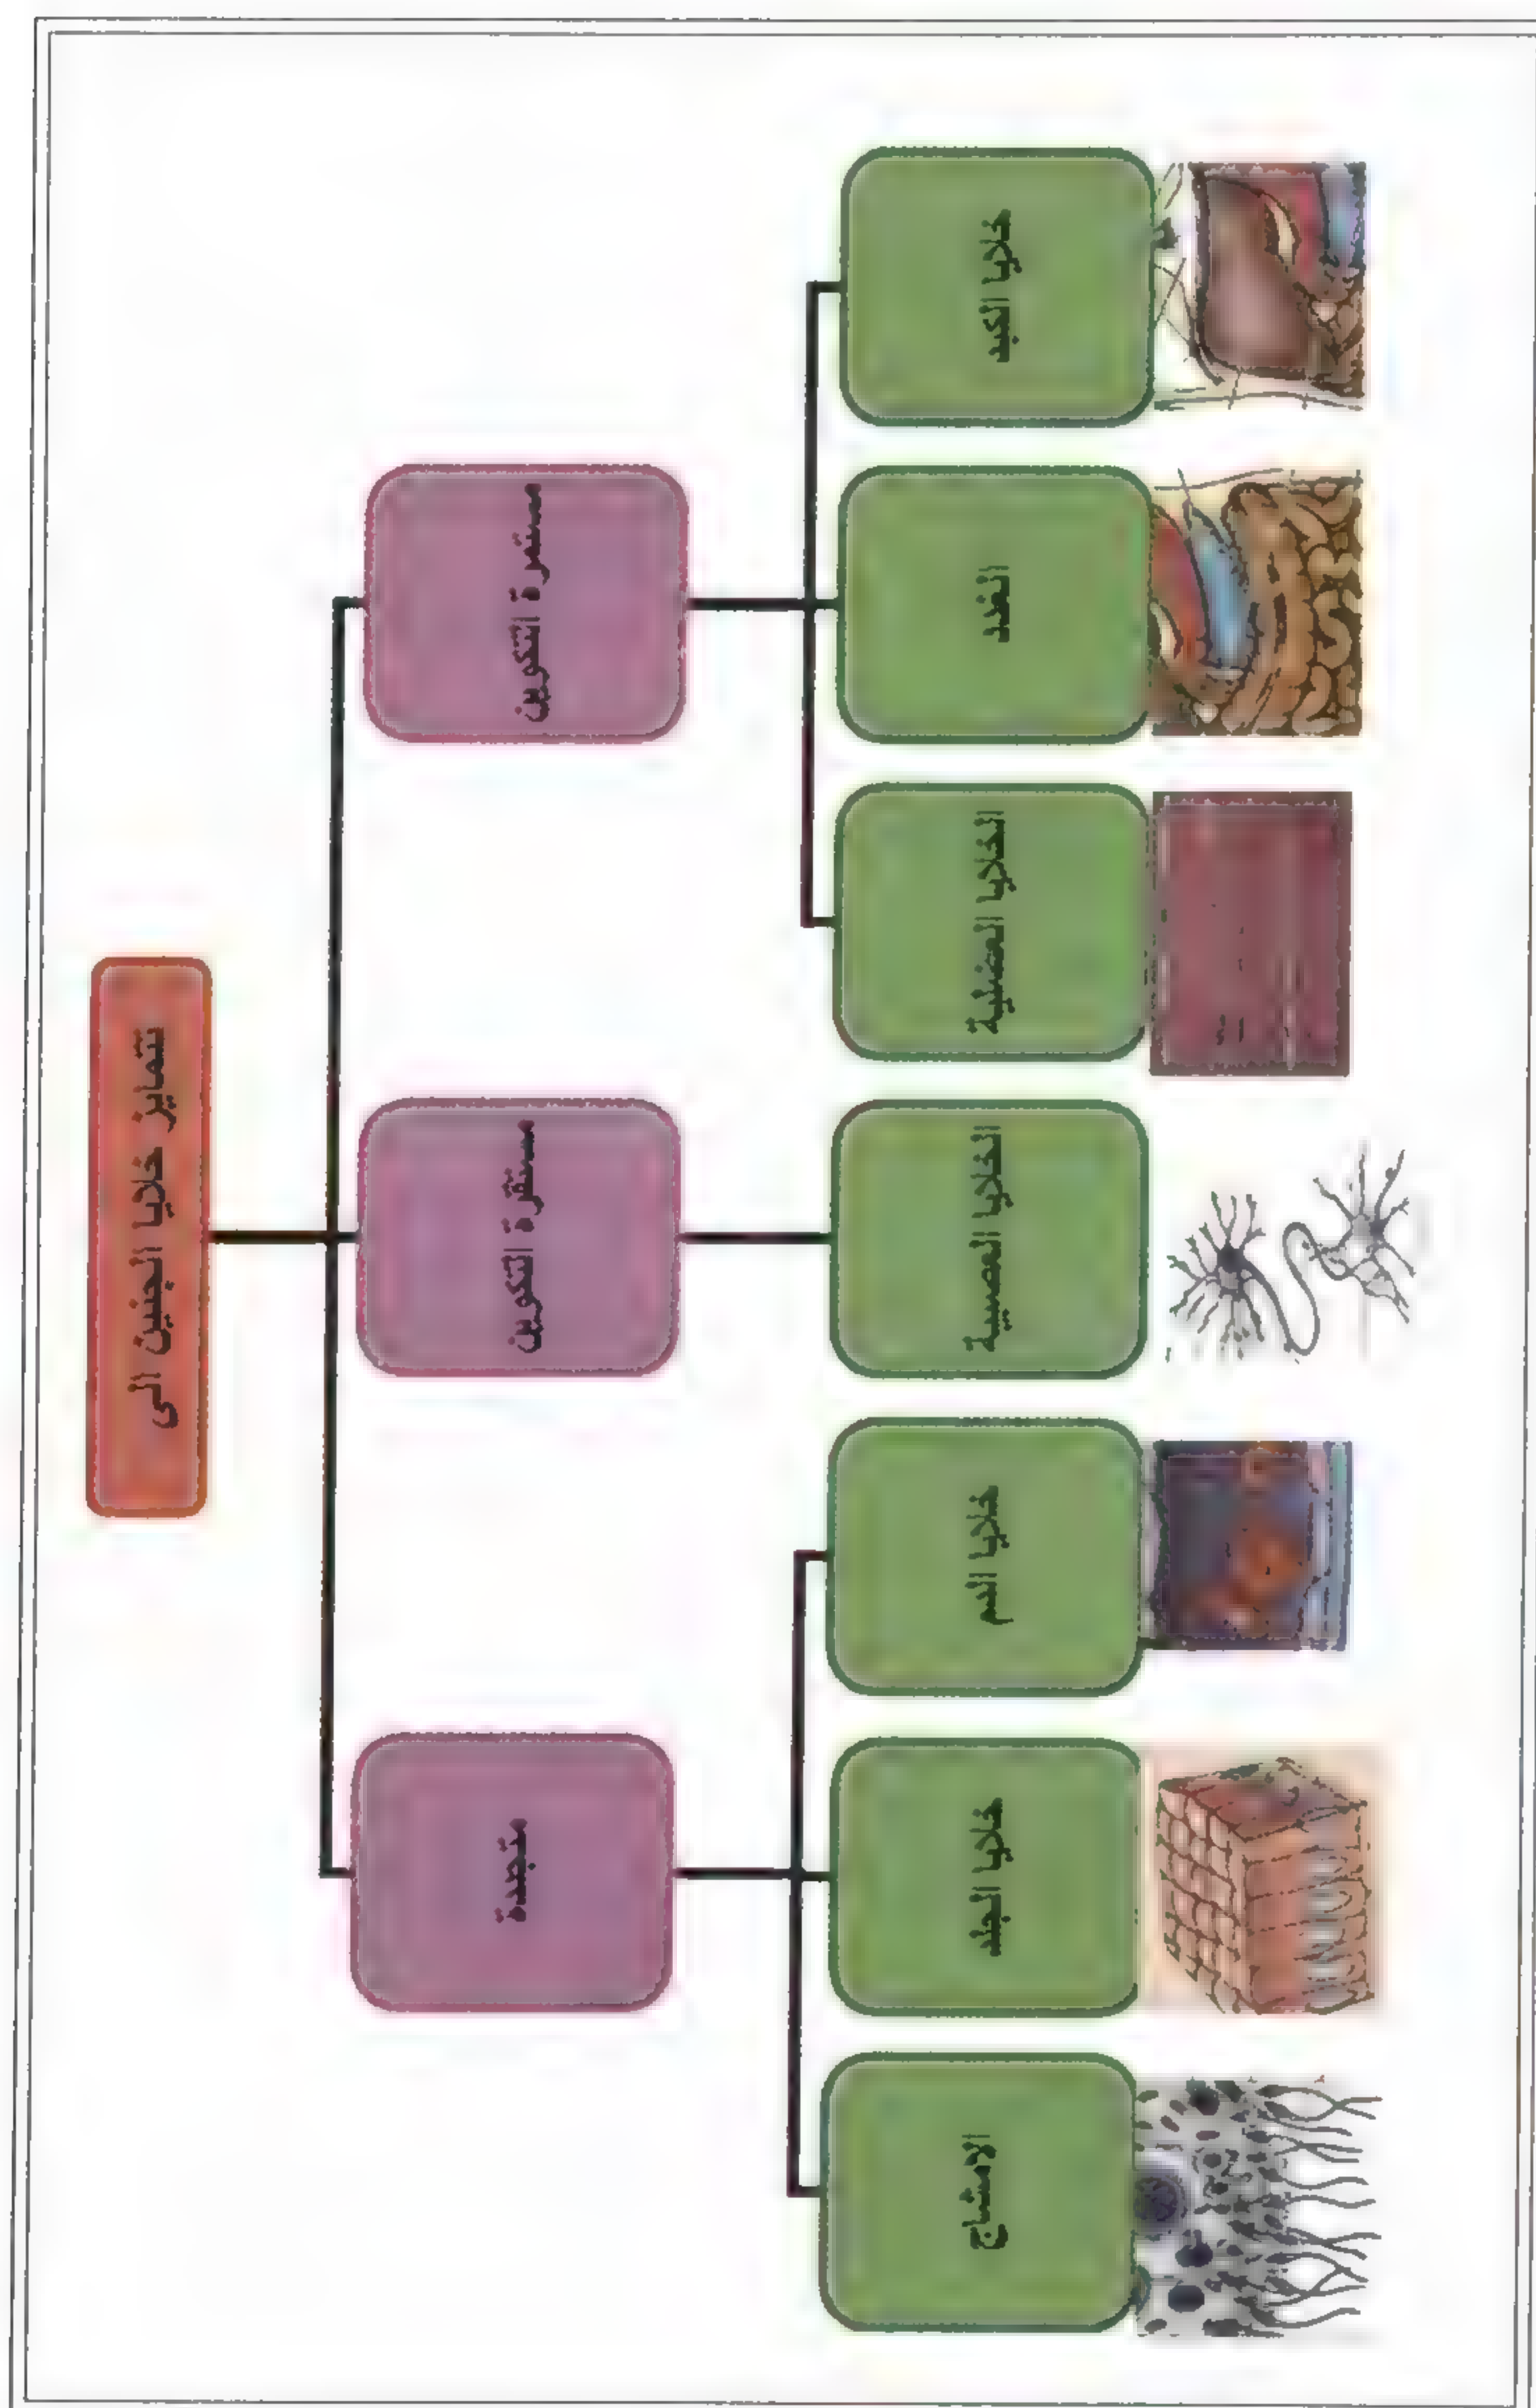 تتمايز خلايا الجنين الى
مستمرة التكوين
مستقرة التكوين
متجددة
خلايا الكبد
الغدد
الخلايا العضلية
الخلايا العصبية
خلايا الدم
خلايا الجلد
الامشاج